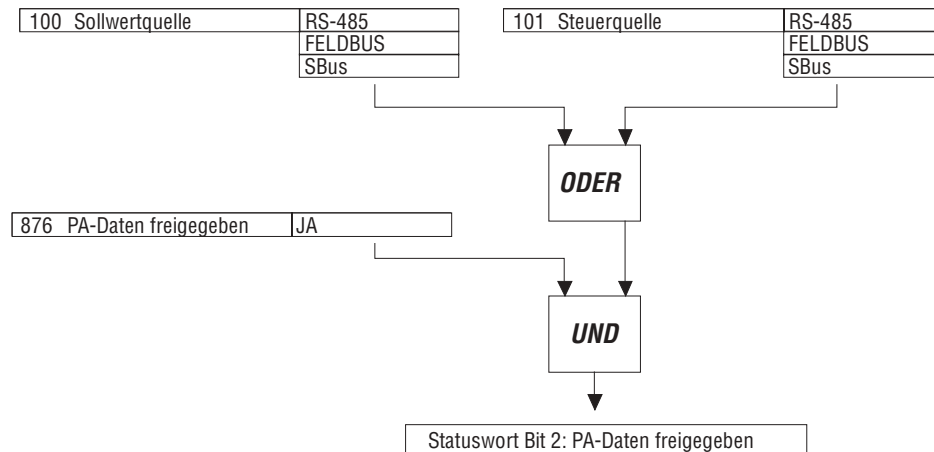 100 Sollwertquelle RS-485 101 Steuerquelle RS-485
FELDBUS FELDBUS
SBus SBus
ODER
876 PA-Daten freigegeben JA
UND
Statuswort Bit 2: PA-Daten freigegeben